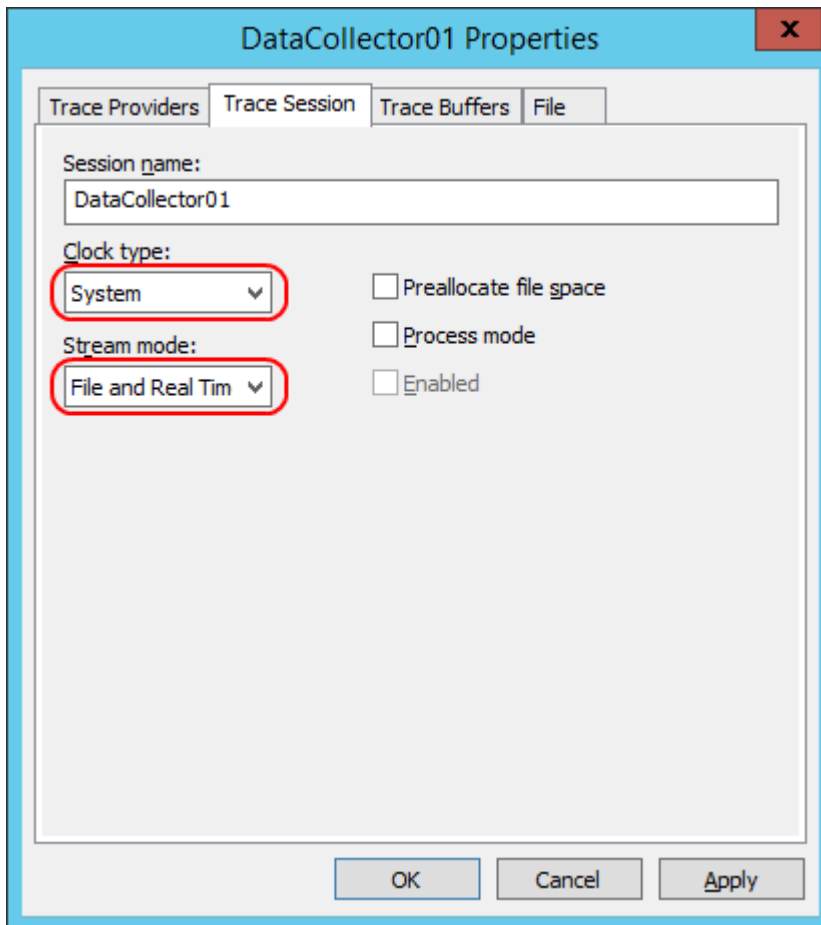 DataCollector01 Properties
x
Trace Providers Trace Session Trace Buffers File
Session name:
DataCollector01
Clock type:
System
Preallocate file space
Process mode
Stream mode:
File and Real Tim
Enabled
OK Cancel Apply